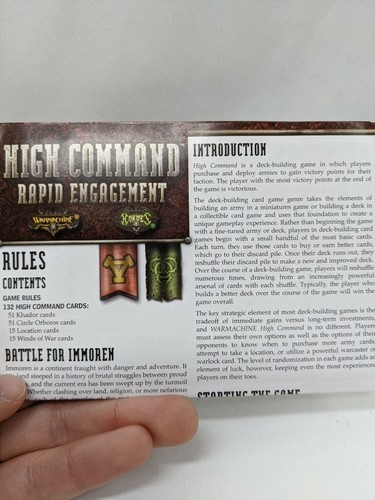 HIGH COMMAND
RAPID ENGAGEMENT
WARMACHINE
HORDES
RULES
CONTENTS
GAME RULES
132 HIGH COMMAND CARDS:
51 Khador cards
51 Circle Orboros cards
15 Location cards
15 Winds of War cards
BATTLE FOR IMMOREN
Immoren is a continent fraught with danger and adventure. It
land steeped in a history of brutal struggles between proud
and the current era has been swept up by the turmoil
Whether clashing over land, religion, or more nefarious
INTRODUCTION
High Command is a deck-building game in which players
purchase and deploy armies to gain victory points for their
faction. The player with the most victory points at the end of
the game is victorious.
The deck-building card game genre takes the elements of
building an army in a miniatures game or building a deck in
a collectible card game and uses that foundation to create a
unique gameplay experience. Rather than beginning the game
with a fine-tuned army or deck, players in deck-building card
games begin with a small handful of the most basic cards.
Each turn, they use those cards to buy or earn better cards,
which go to their discard pile. Once their deck runs out, they
reshuffle their discard pile to make a new and improved deck.
Over the course of a deck-building game, players will reshuffle
numerous times, drawing from an increasingly powerful
arsenal of cards with each shuffle. Typically, the player who
builds a better deck over the course of the game will win the
game overall.
The key strategic element of most deck-building games is the
tradeoff of immediate gains versus long-term investments,
and WARMACHINE High Command is no different. Players
must assess their own options as well as the options of their
opponents to know when to purchase more army cards,
attempt to take a location, or utilize a powerful warcaster or
warlock card. The level of randomization in each game adds an
element of luck, however, keeping even the most experienced
players on their toes.
STARTING THE GAME